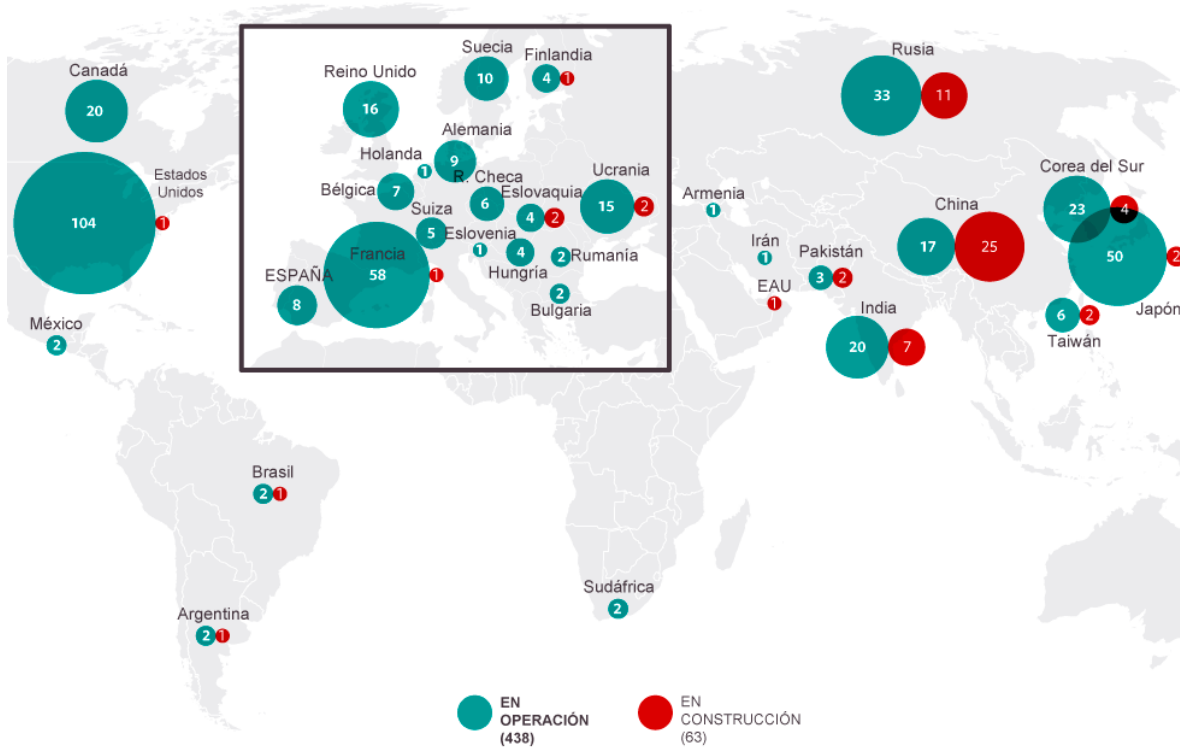 Canadá
20
Estados
Unidos
104
1
México
2
Brasil
2
1
Argentina
2
1
Suecia
10
Finlandia
4
1
Reino Unido
16
Alemania
9
Holanda
1
Bélgica
7
R. Checa
6
Eslovaquia
4
2
Ucrania
15
2
Suiza
5
Eslovenia
1
Francia
58
1
Hungría
4
Rumanía
2
Bulgaria
2
ESPAÑA
8
Rusia
33
11
Armenia
1
Irán
1
EAU
1
Pakistán
3
2
India
20
7
China
17
25
Corea del Sur
23
4
50
2
Japón
6
2
Taiwán
Sudáfrica
2
EN
OPERACIÓN
(438)
EN
CONSTRUCCIÓN
(63)